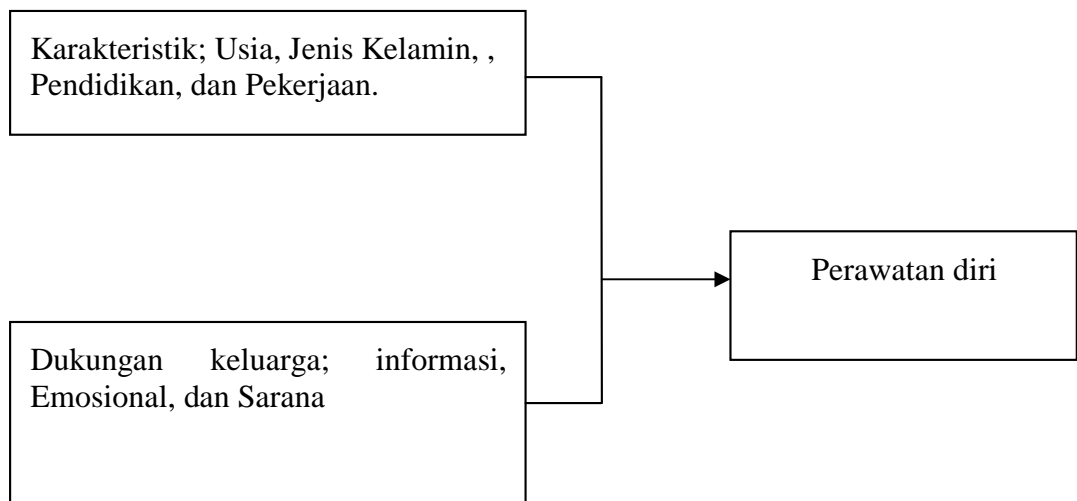 Karakteristik; Usia, Jenis Kelamin, ,
Pendidikan, dan Pekerjaan.
Perawatan diri
Dukungan keluarga; informasi,
Emosional, dan Sarana